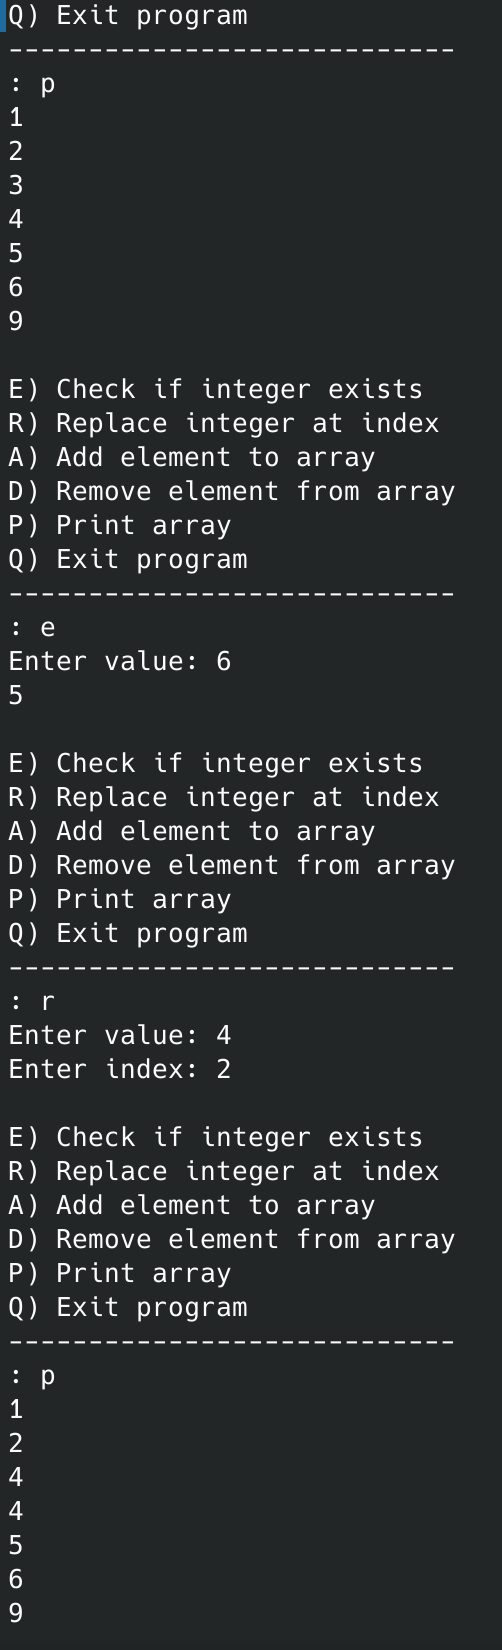 Q) Exit program
----------------------------
: p
1
2
3
4
5
6
9
E) Check if integer exists
R) Replace integer at index
A) Add element to array
D) Remove element from array
P) Print array
Q) Exit program
----------------------------
: e
Enter value: 6
5
E) Check if integer exists
R) Replace integer at index
A) Add element to array
D) Remove element from array
P) Print array
Q) Exit program
----------------------------
: r
Enter value: 4
Enter index: 2
E) Check if integer exists
R) Replace integer at index
A) Add element to array
D) Remove element from array
P) Print array
Q) Exit program
----------------------------
: p
1
2
4
4
5
6
9